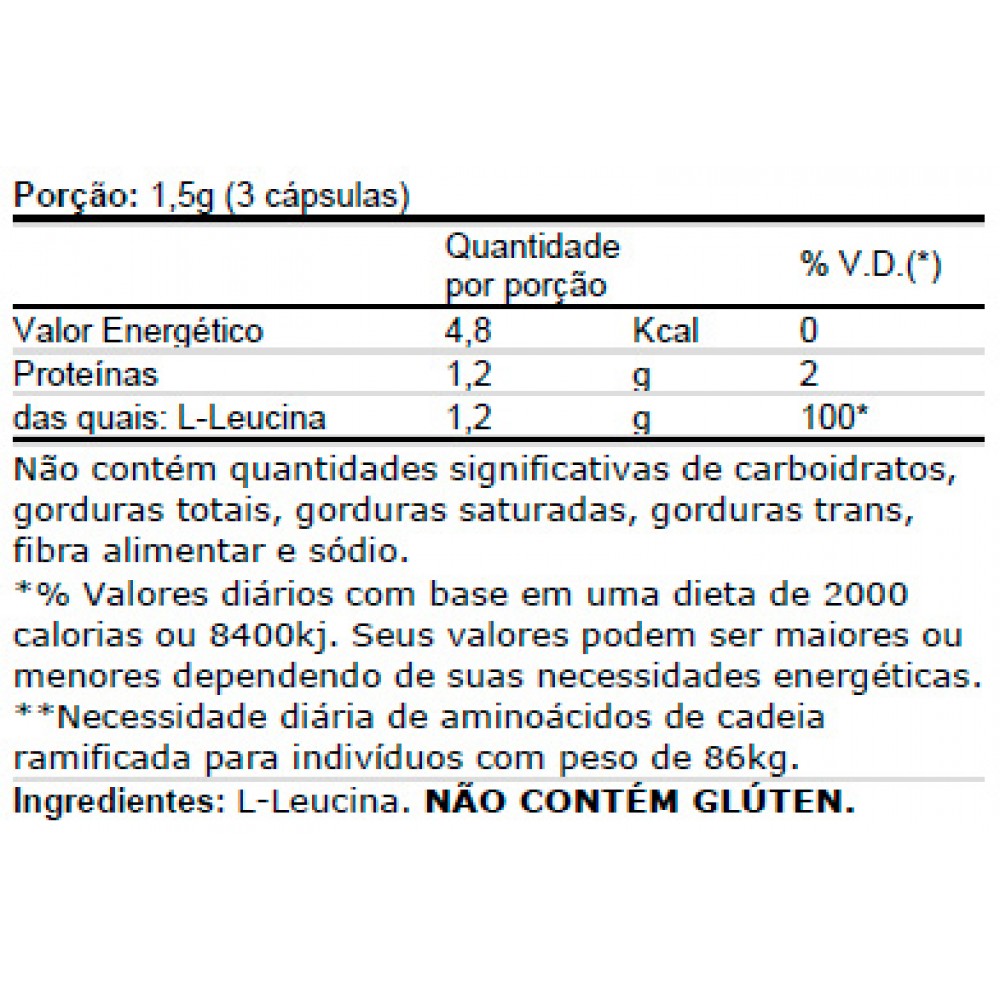 Porção: 1,5g (3 cápsulas)
Quantidade
por porção
% V.D.(*)
Valor Energético 4,8 Kcal 0
Proteínas 1,2 g 2
das quais: L-Leucina 1,2 g 100*
Não contém quantidades significativas de carboidratos,
gorduras totais, gorduras saturadas, gorduras trans,
fibra alimentar e sódio.
*% Valores diários com base em uma dieta de 2000
calorias ou 8400kj. Seus valores podem ser maiores ou
menores dependendo de suas necessidades energéticas.
**Necessidade diária de aminoácidos de cadeia
ramificada para indivíduos com peso de 86kg.
Ingredientes: L-Leucina. NÃO CONTÉM GLÚTEN.